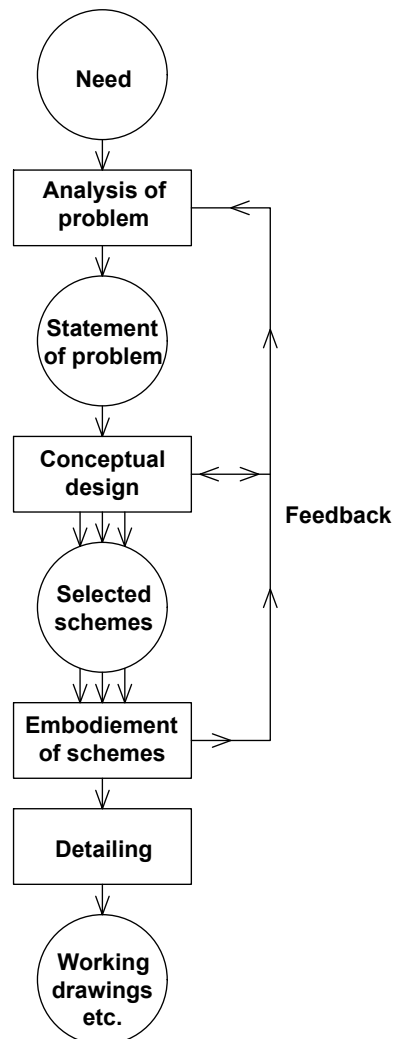 Need
Analysis of
problem
Statement
of problem
Conceptual
design
Feedback
Selected
schemes
Embodiement
of schemes
Detailing
Working
drawings
etc.